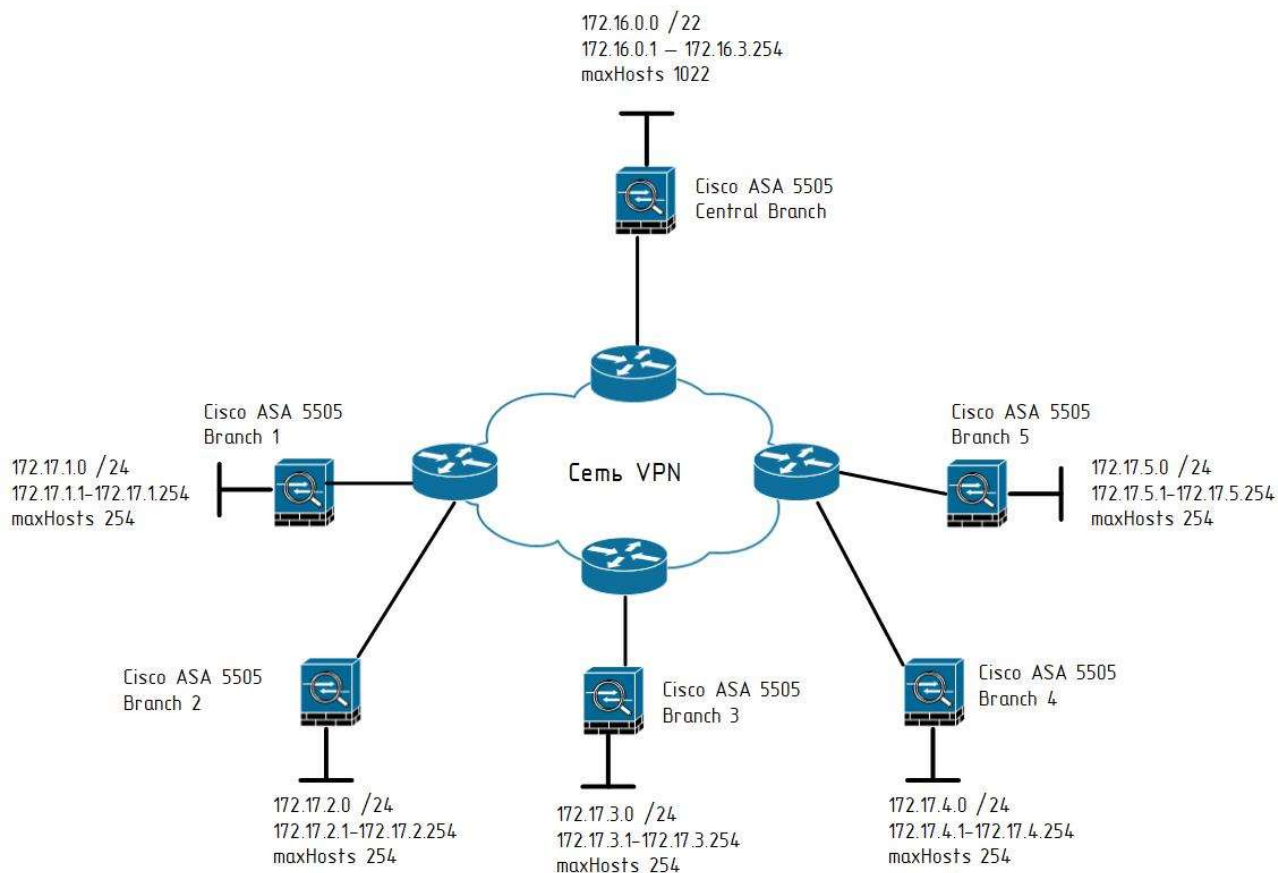 172.16.0.0 /22
172.16.0.1 – 172.16.3.254
maxHosts 1022
Cisco ASA 5505
Central Branch
Cisco ASA 5505
Branch 1
172.17.1.0 /24
172.17.1.1-172.17.1.254
maxHosts 254
Сеть VPN
Cisco ASA 5505
Branch 5
172.17.5.0 /24
172.17.5.1-172.17.5.254
maxHosts 254
Cisco ASA 5505
Branch 2
172.17.2.0 /24
172.17.2.1-172.17.2.254
maxHosts 254
Cisco ASA 5505
Branch 3
172.17.3.0 /24
172.17.3.1-172.17.3.254
maxHosts 254
Cisco ASA 5505
Branch 4
172.17.4.0 /24
172.17.4.1-172.17.4.254
maxHosts 254